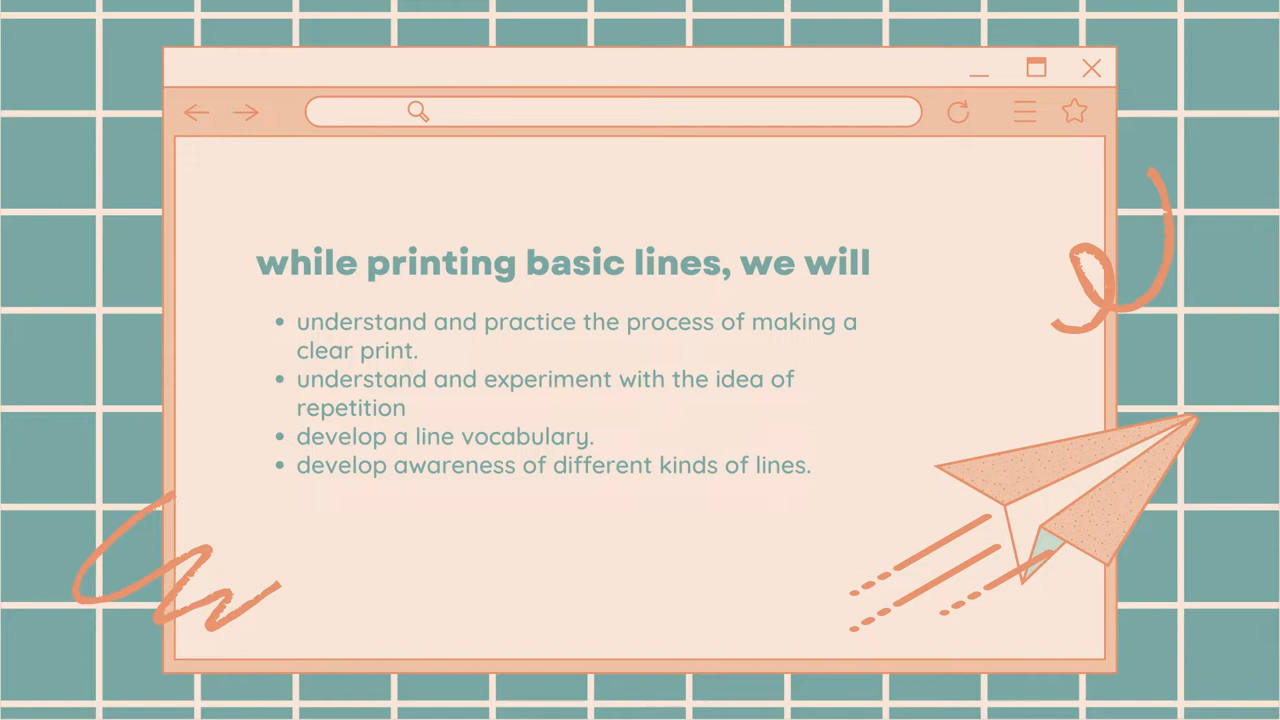 while printing basic lines, we will
• understand and practice the process of making a
clear print.
• understand and experiment with the idea of
repetition
• develop a line vocabulary.
• develop awareness of different kinds of lines.